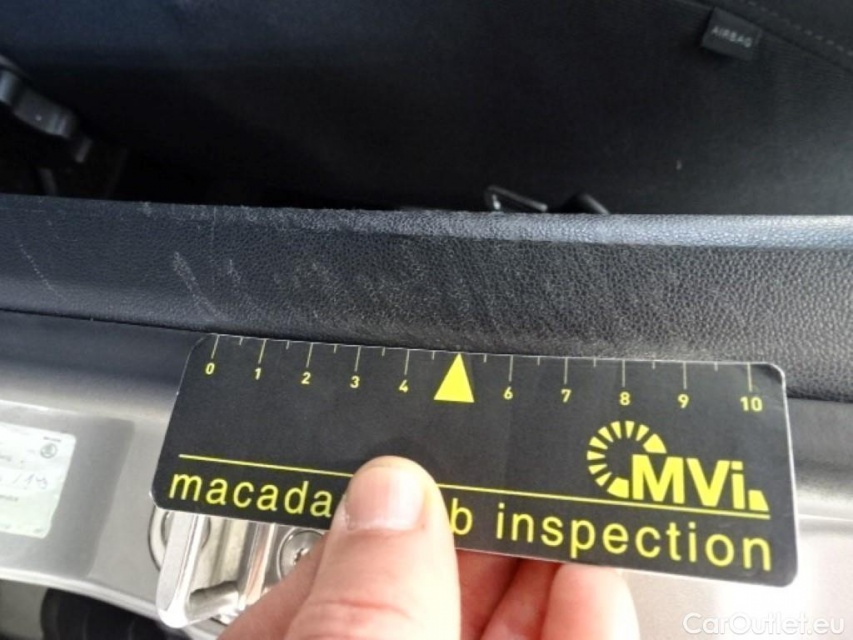 AIRBAG
0 1 2 3 4 6 7 8 9 10
MVi
macada b inspection
CarOutlet.eu